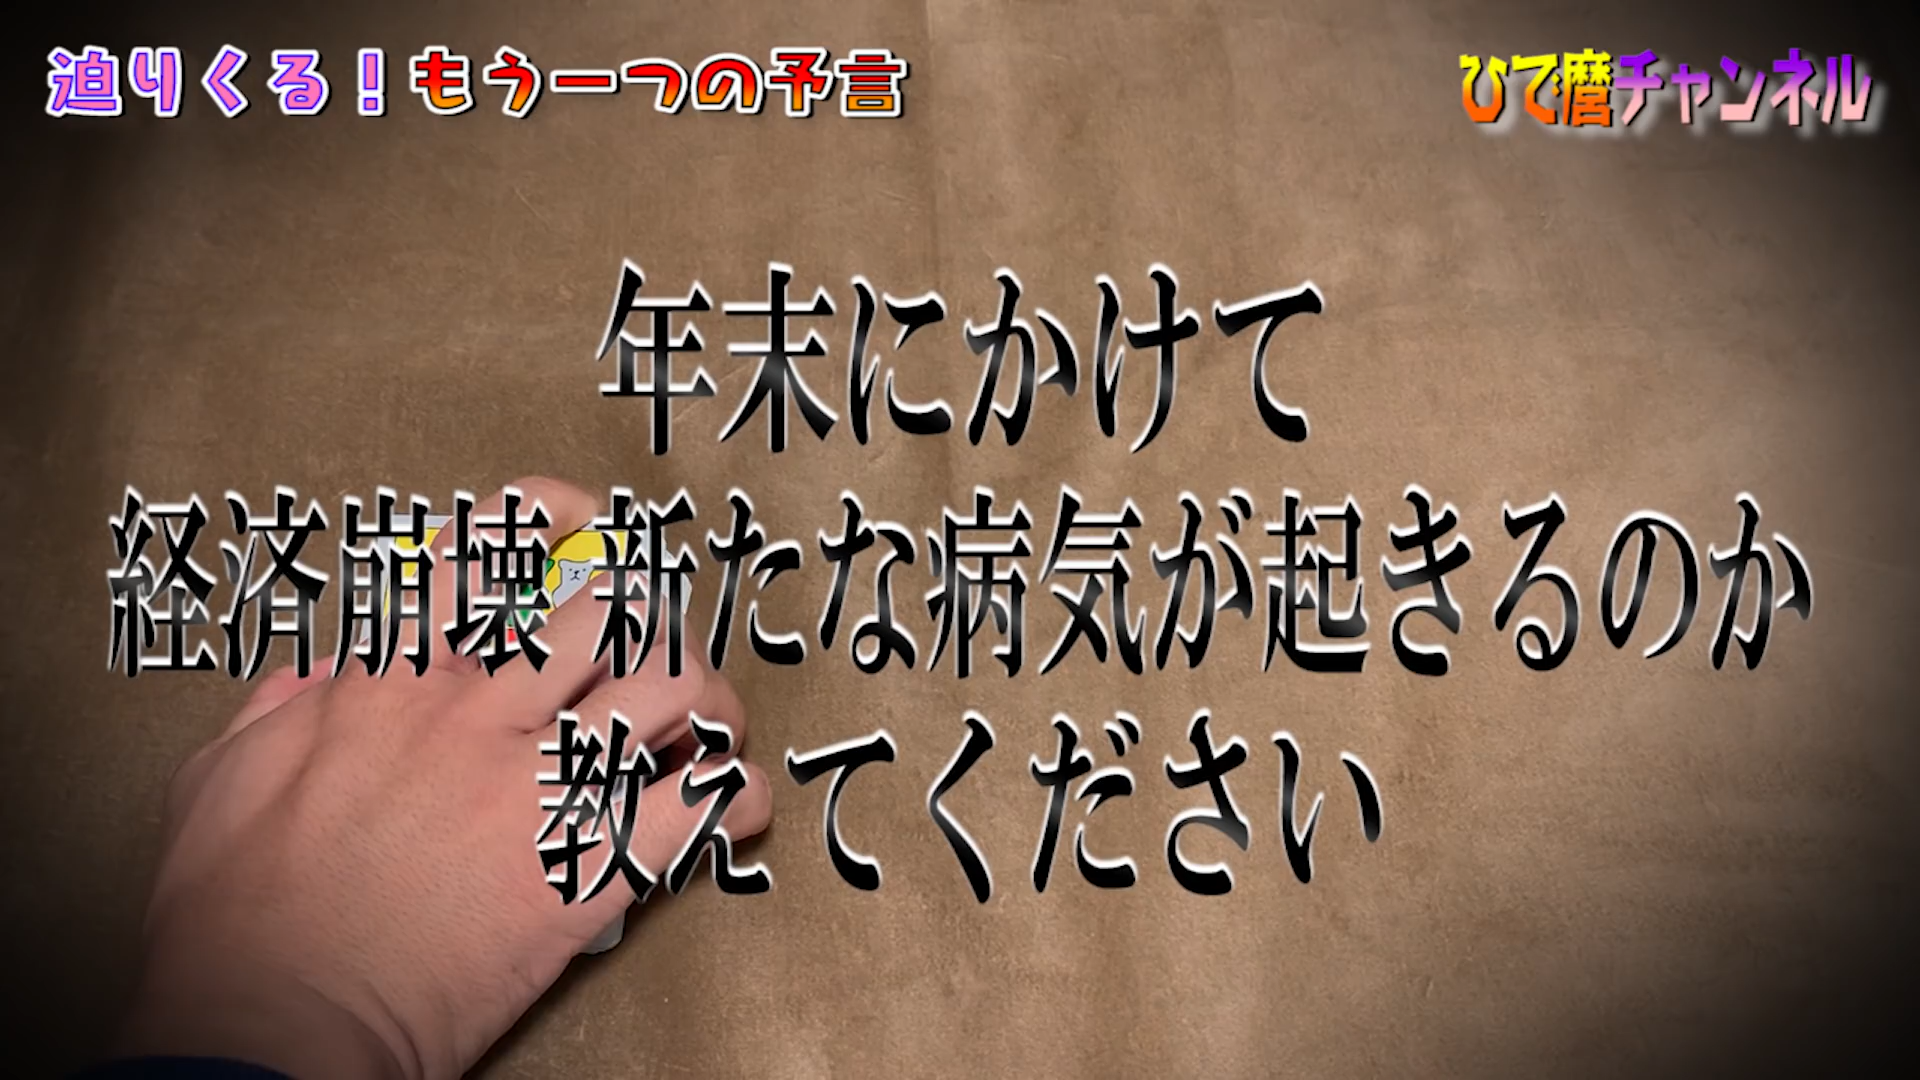 迫りくる！もう一つの予言
ひで麿チャンネル
年末にかけて
経済崩壊 新たな病気が起きるのか
教えてください